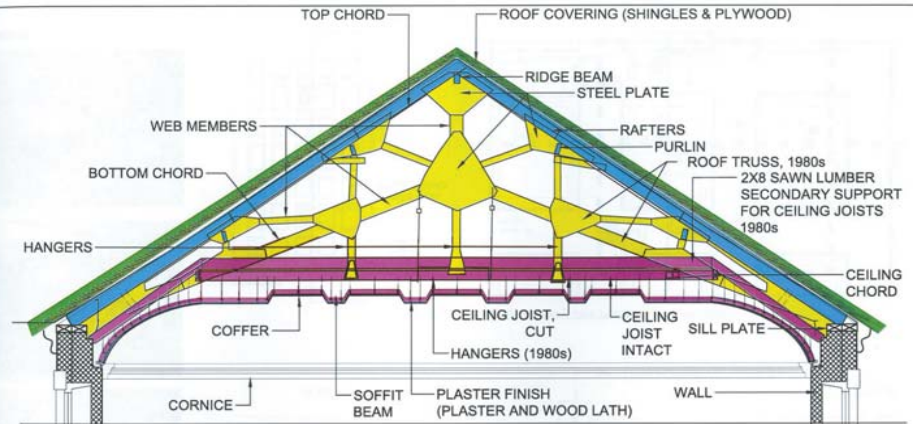 TOP CHORD
ROOF COVERING (SHINGLES & PLYWOOD)
RIDGE BEAM
STEEL PLATE
WEB MEMBERS
RAFTERS
PURLIN
BOTTOM CHORD
ROOF TRUSS, 1980s
2X8 SAWN LUMBER
SECONDARY SUPPORT
FOR CEILING JOISTS
1980s
HANGERS
CEILING
CHORD
COFFER
CEILING JOIST,
CUT
CEILING
JOIST
INTACT
SILL PLATE
HANGERS (1980s)
CORNICE
SOFFIT
BEAM
PLASTER FINISH
(PLASTER AND WOOD LATH)
WALL